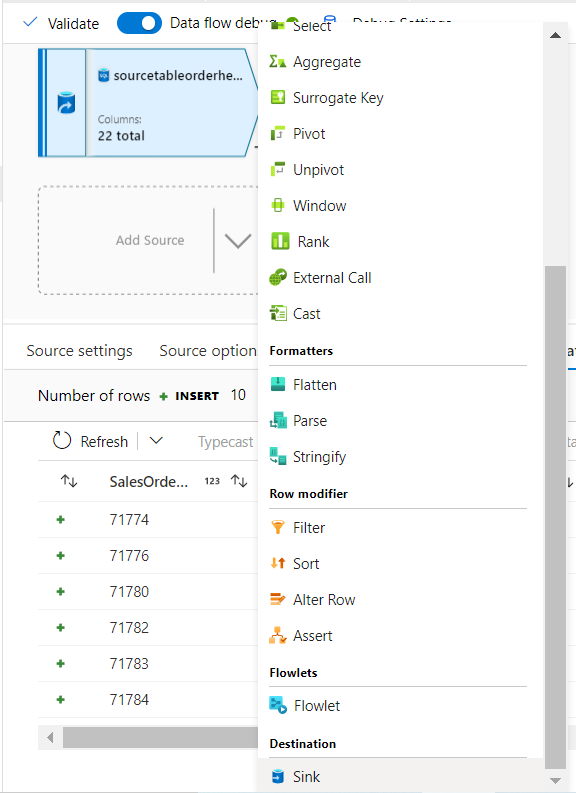 Validate
Data flow debug
Debug Settings
sourcetableorderhe...
Columns:
22 total
Add Source
Select
Aggregate
Surrogate Key
Pivot
Unpivot
Window
Rank
External Call
Cast
Formatters
Flatten
Parse
Stringify
Row modifier
Filter
Sort
Alter Row
Assert
Flowlets
Flowlet
Destination
Sink
Source settings
Source option
Number of rows + INSERT 10
Refresh
Typecast
SalesOrde... 123
71774
71776
71780
71782
71783
71784